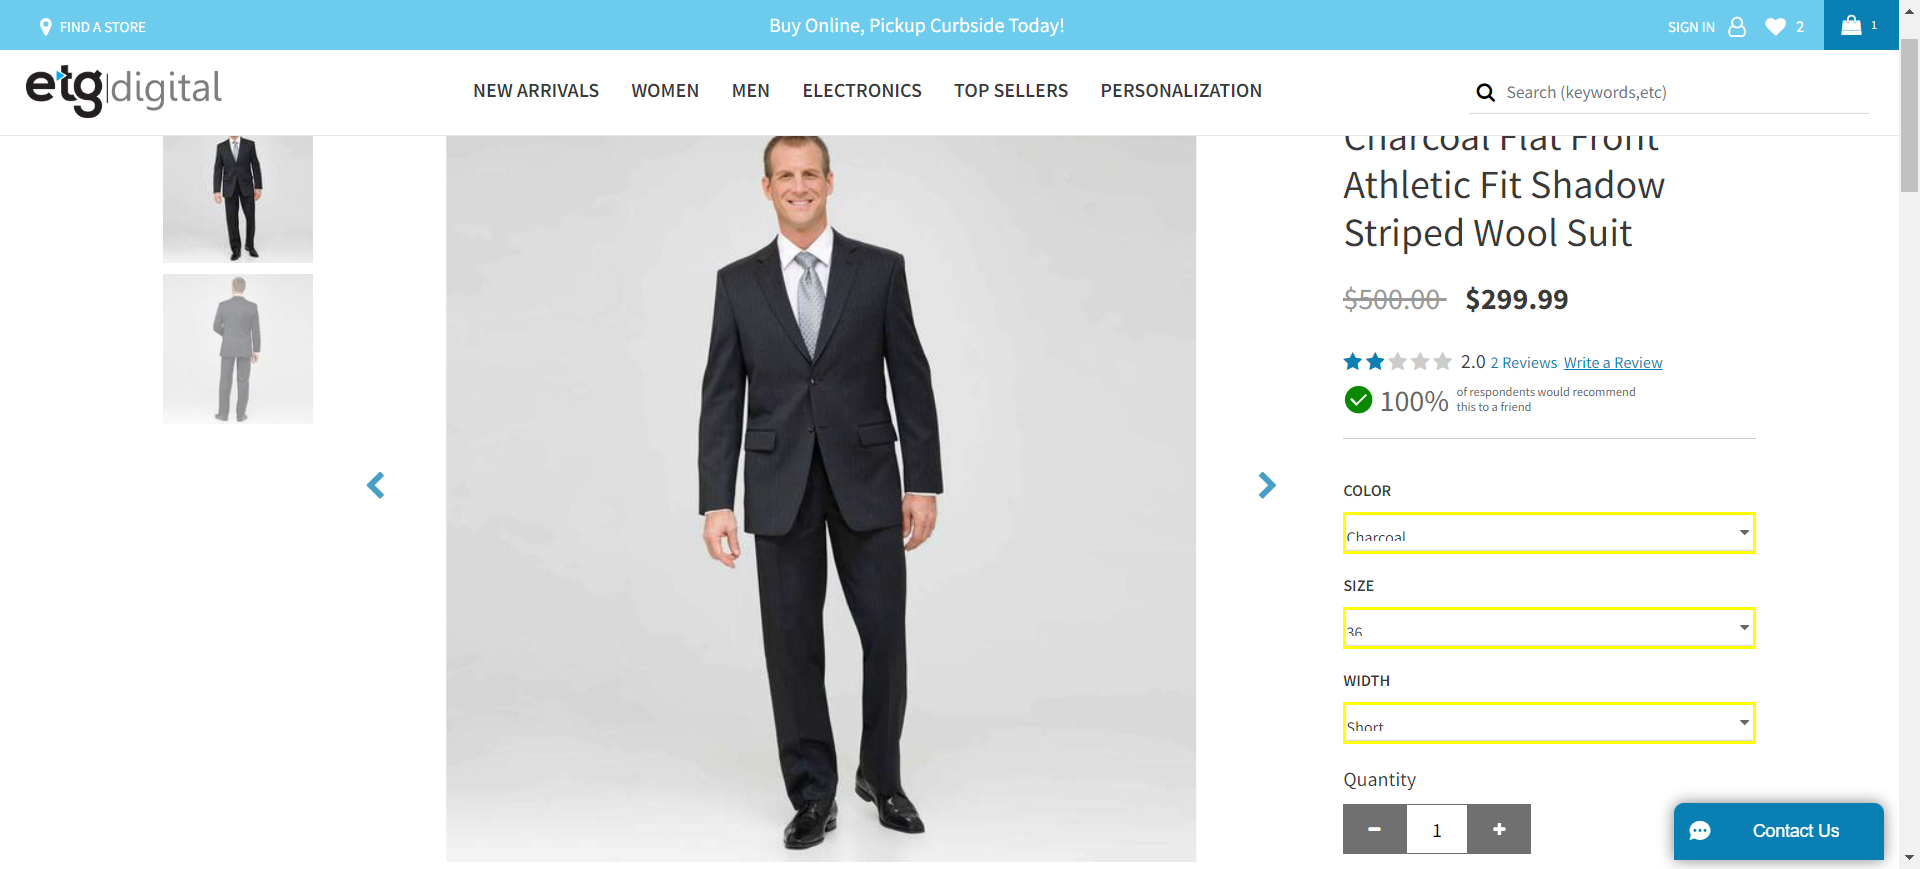 FIND A STORE
Buy Online, Pickup Curbside Today!
SIGN IN
2
1
etg|digital
NEW ARRIVALS
WOMEN
MEN
ELECTRONICS
TOP SELLERS
PERSONALIZATION
Search (keywords,etc)
Charcoal Flat Front
Athletic Fit Shadow
Striped Wool Suit
$500.00 $299.99
2.0 2 Reviews Write a Review
100% of respondents would recommend
this to a friend
COLOR
Charcoal
SIZE
36
WIDTH
Short
Quantity
- 1 +
Contact Us